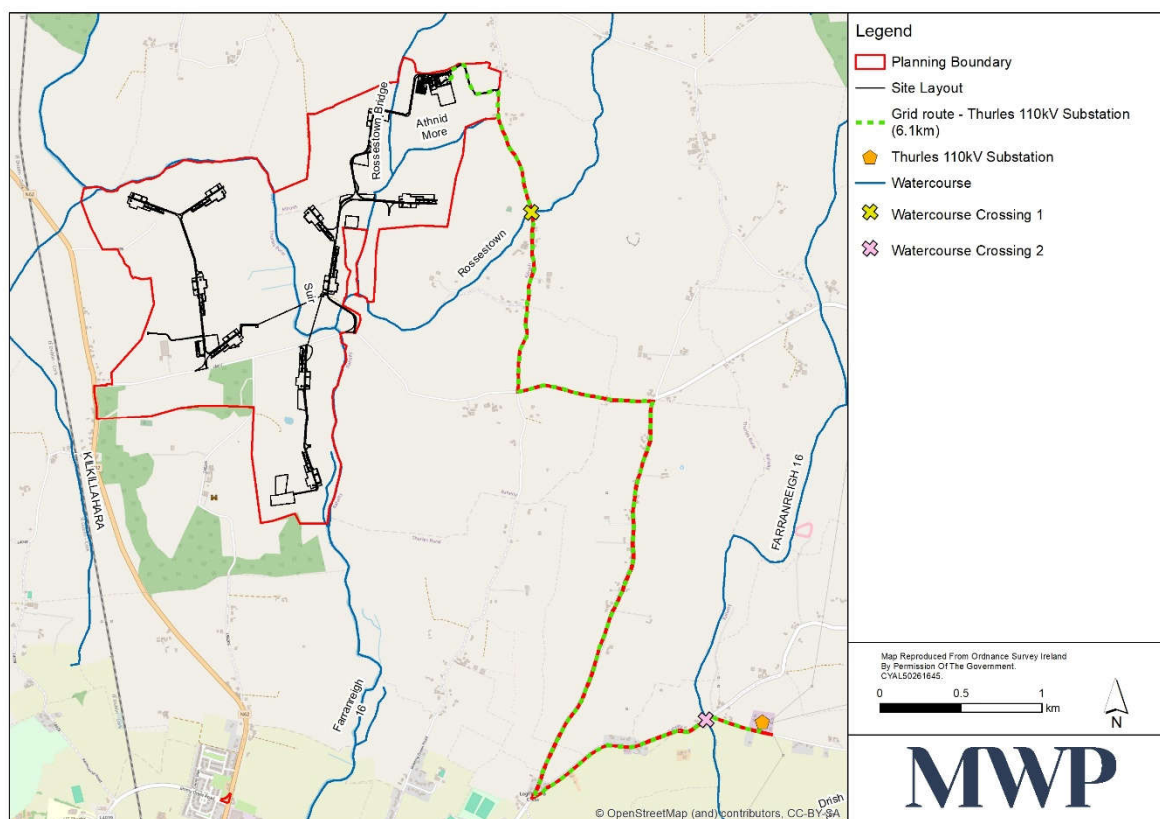 Legend
Planning Boundary
Site Layout
Grid route - Thurles 110kV Substation
(6.1km)
Thurles 110kV Substation
Watercourse
Watercourse Crossing 1
Watercourse Crossing 2
Rossestown Bridge
Athnid
More
Rossestown
Suir
N62
KILKILLAHARA
FARRANREIGH 16
Farranreigh
16
N62
Drish
© OpenStreetMap (and) contributors, CC-BY-SA
Map Reproduced From Ordnance Survey Ireland
By Permission Of The Government.
CYAL50261645.
0 0.5 1
km
N
MWP